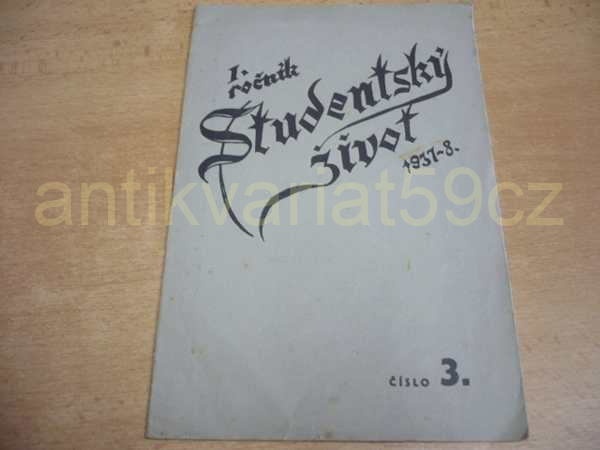 I.
ročník
Studentský
život
1937-8.
antikvariat59cz
ČÍSLO 3.